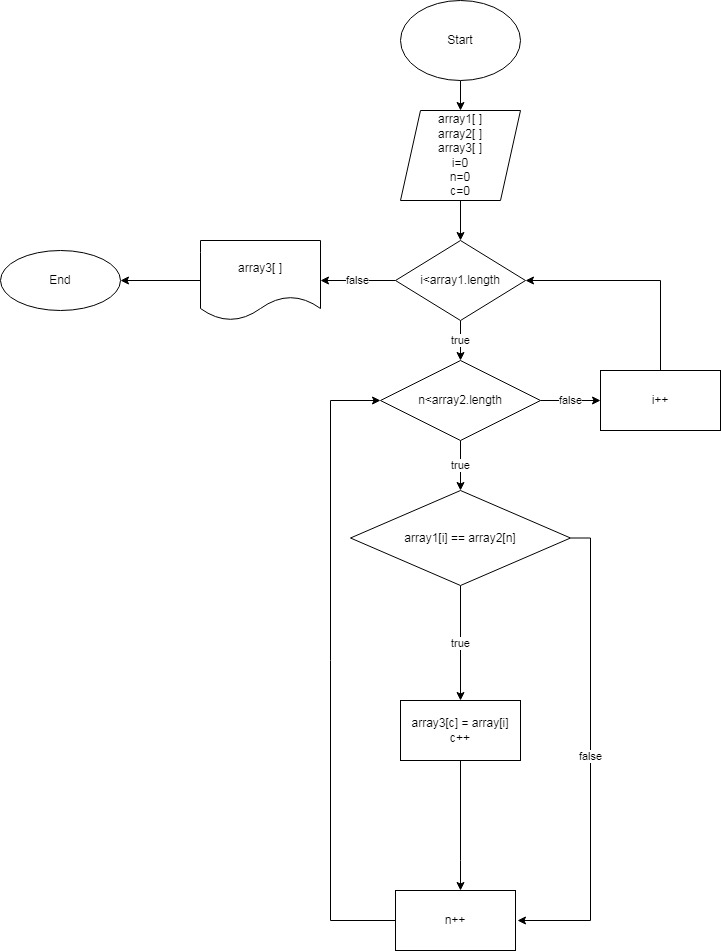 Start
array1[ ]
array2[ ]
array3[ ]
i=0
n=0
c=0
i<array1.length
false
array3[ ]
End
true
n<array2.length
false
i++
true
array1[i] == array2[n]
true
false
array3[c] = array[i]
c++
n++